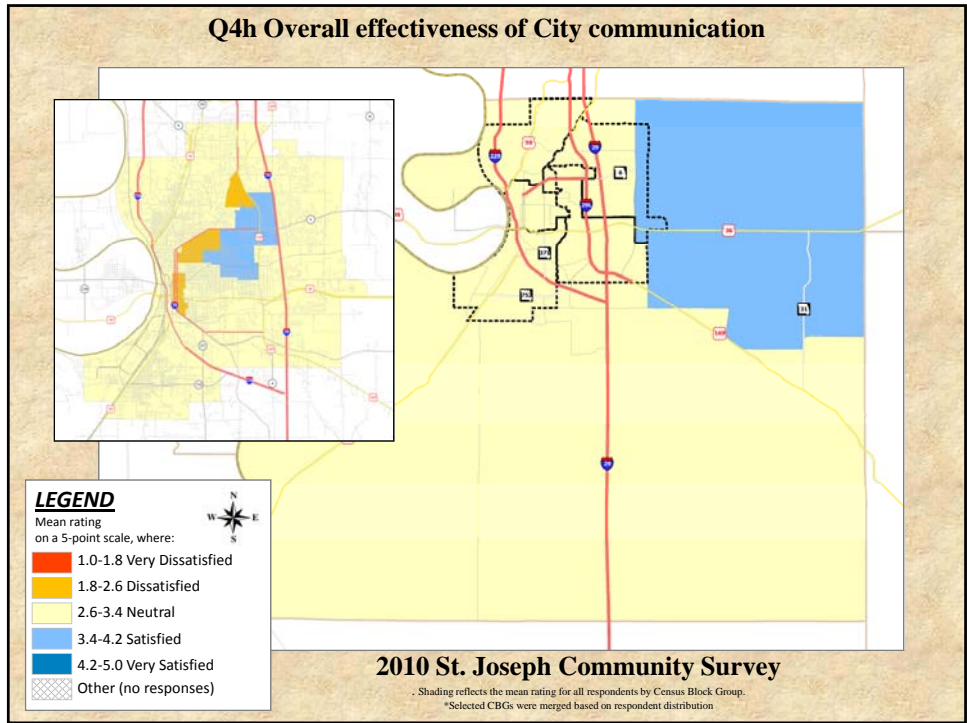 Q4h Overall effectiveness of City communication
36
31
LEGEND
Mean rating
on a 5-point scale, where:
N
W E
S
1.0-1.8 Very Dissatisfied
1.8-2.6 Dissatisfied
2.6-3.4 Neutral
3.4-4.2 Satisfied
4.2-5.0 Very Satisfied
Other (no responses)
2010 St. Joseph Community Survey
. Shading reflects the mean rating for all respondents by Census Block Group.
*Selected CBGs were merged based on respondent distribution